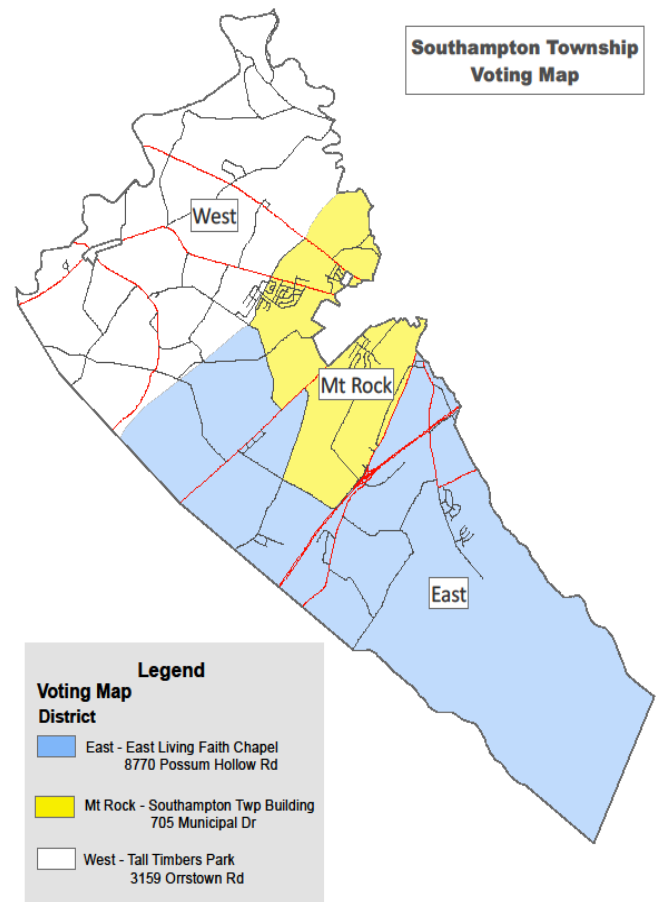 Southampton Township
Voting Map
West
Mt Rock
East
Legend
Voting Map
District
East - East Living Faith Chapel
8770 Possum Hollow Rd
Mt Rock - Southampton Twp Building
705 Municipal Dr
West - Tall Timbers Park
3159 Orrstown Rd